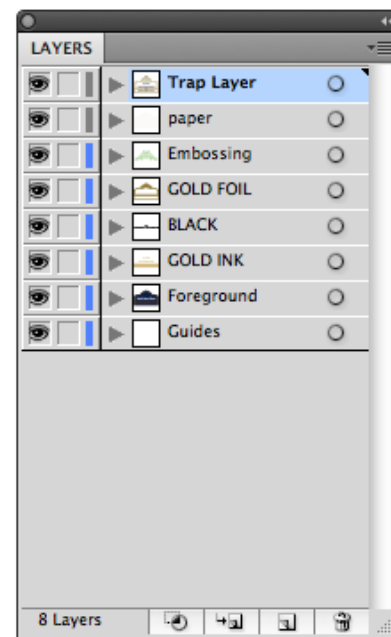 LAYERS
Trap Layer
paper
Embossing
GOLD FOIL
BLACK
GOLD INK
Foreground
Guides
8 Layers